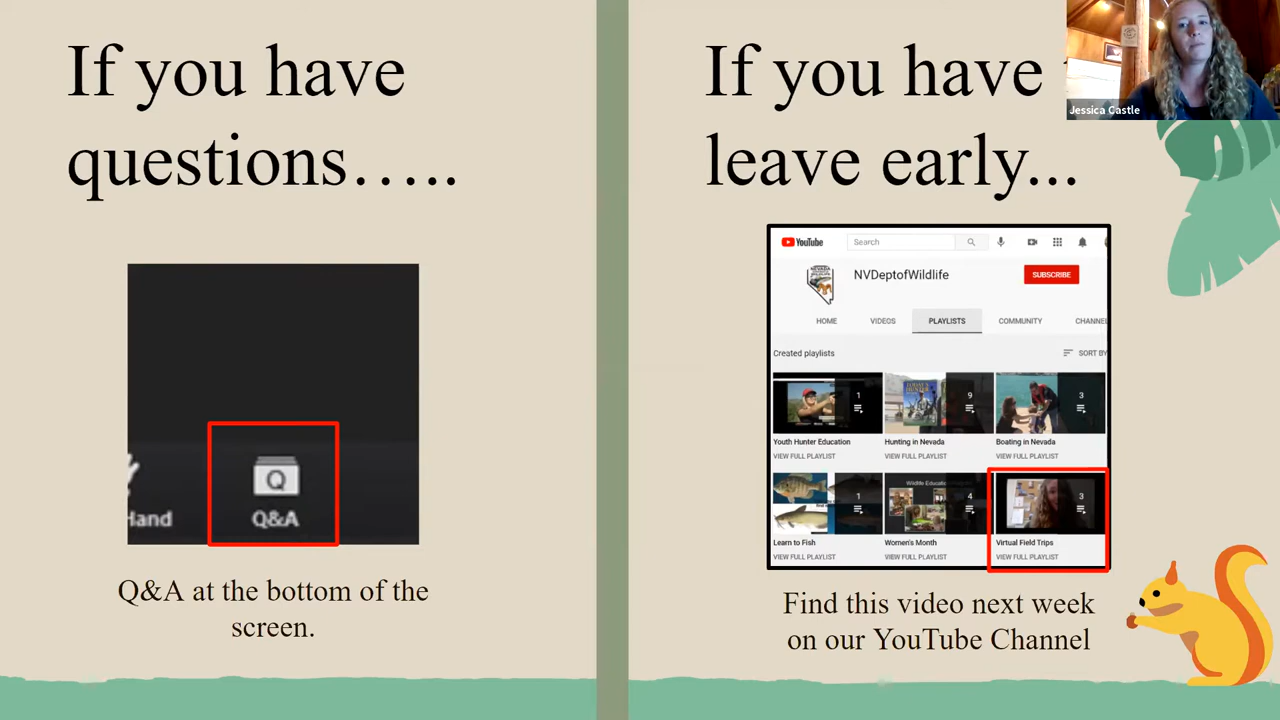 If you have
questions…..
Hand
Q&A
Q&A at the bottom of the
screen.
If you have
leave early...
Jessica Castle
YouTube
Search
NVDeptofWildlife
SUBSCRIBE
HOME
VIDEOS
PLAYLISTS
COMMUNITY
CHANNEL
Created playlists
SORT BY
1
9
3
Youth Hunter Education
Hunting in Nevada
Boating in Nevada
VIEW FULL PLAYLIST
VIEW FULL PLAYLIST
VIEW FULL PLAYLIST
1
4
3
Learn to Fish
Women's Month
Virtual Field Trips
VIEW FULL PLAYLIST
VIEW FULL PLAYLIST
VIEW FULL PLAYLIST
Find this video next week
on our YouTube Channel